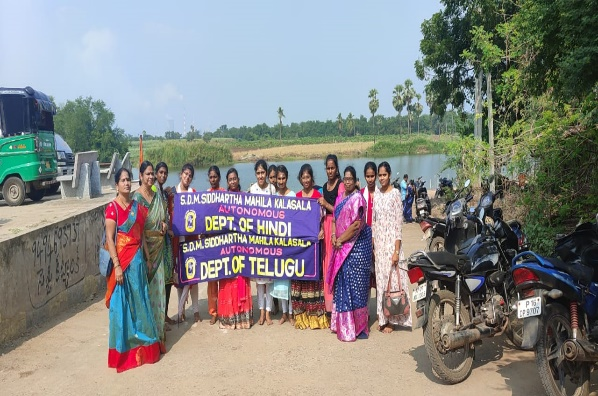 S.D.M. SIDDHARTHA MAHILA KALASALA
AUTONOMOUS
DEPT. OF HINDI
S.D.M. SIDDHARTHA MAHILA KALASALA
AUTONOMOUS
DEPT. OF TELUGU